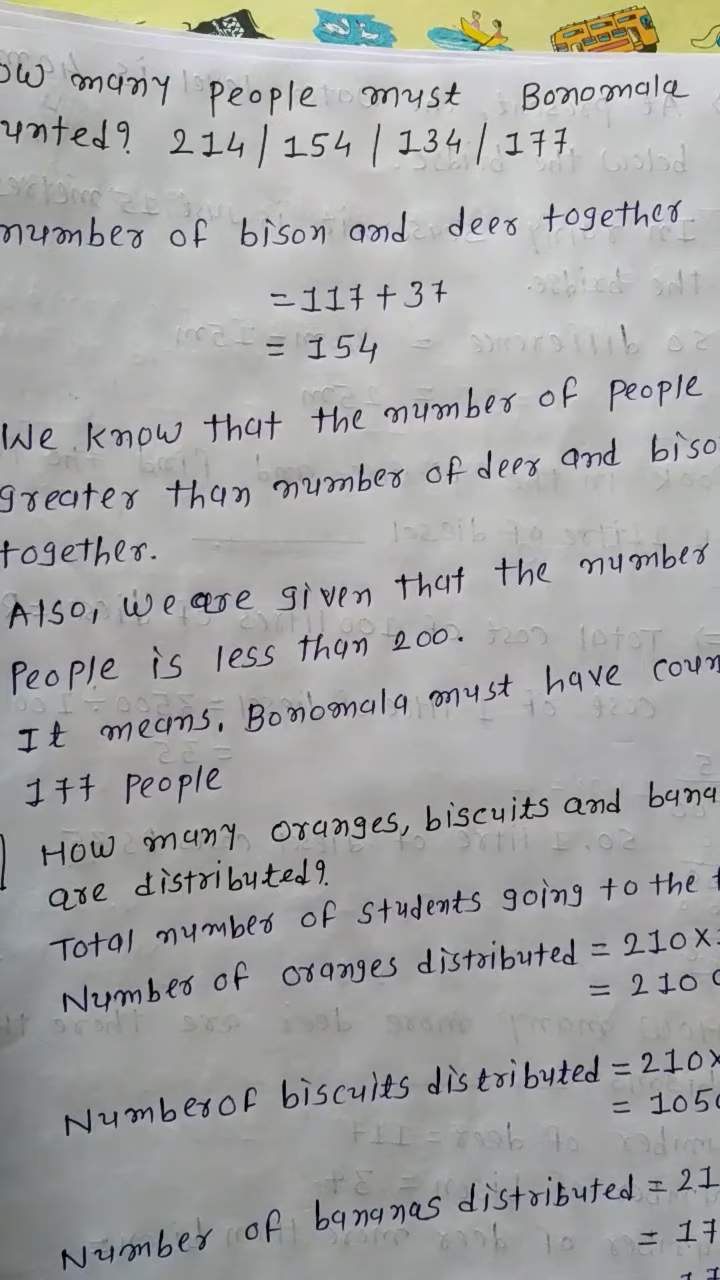 ow many people must Bonomala
unted? 214/154/134/177
number of bison and deer together
= 117 + 37
= 154
We know that the number of people
greater than number of deer and biso
together.
Also, we are given that the number
People is less than 200.
It means, Bonomala must have coun
177 people
How many oranges, biscuits and bana
are distributed?
Total number of students going to the t
Number of oranges distributed = 210×
= 210
Number of biscuits distributed = 210×
= 105
Number of bananas distributed = 21
= 17